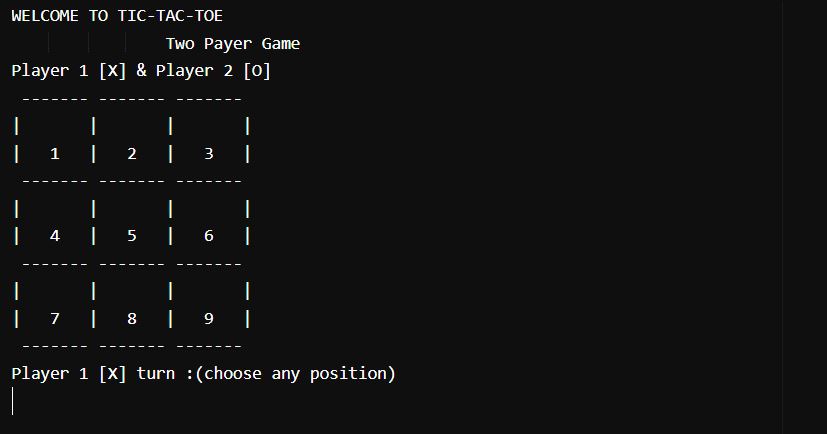 WELCOME TO TIC-TAC-TOE
Two Payer Game
Player 1 [X] & Player 2 [O]
------- ------- -------
|       |       |       |
|   1   |   2   |   3   |
------- ------- -------
|       |       |       |
|   4   |   5   |   6   |
------- ------- -------
|       |       |       |
|   7   |   8   |   9   |
------- ------- -------
Player 1 [X] turn :(choose any position)